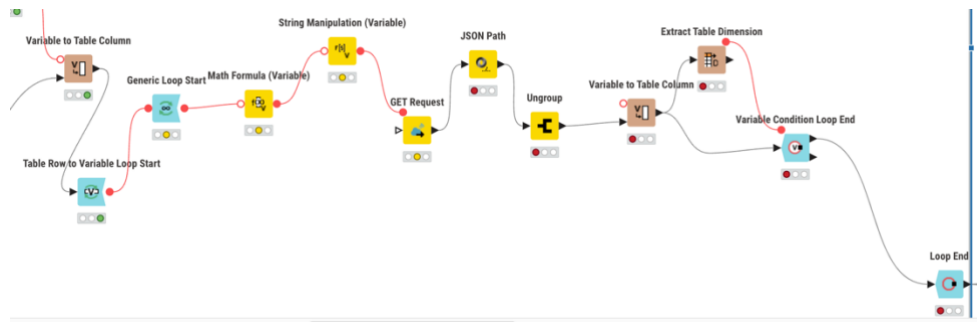 String Manipulation (Variable)
Variable to Table Column
JSON Path
Extract Table Dimension
Generic Loop Start
Math Formula (Variable)
GET Request
Ungroup
Variable to Table Column
Variable Condition Loop End
Table Row to Variable Loop Start
Loop End